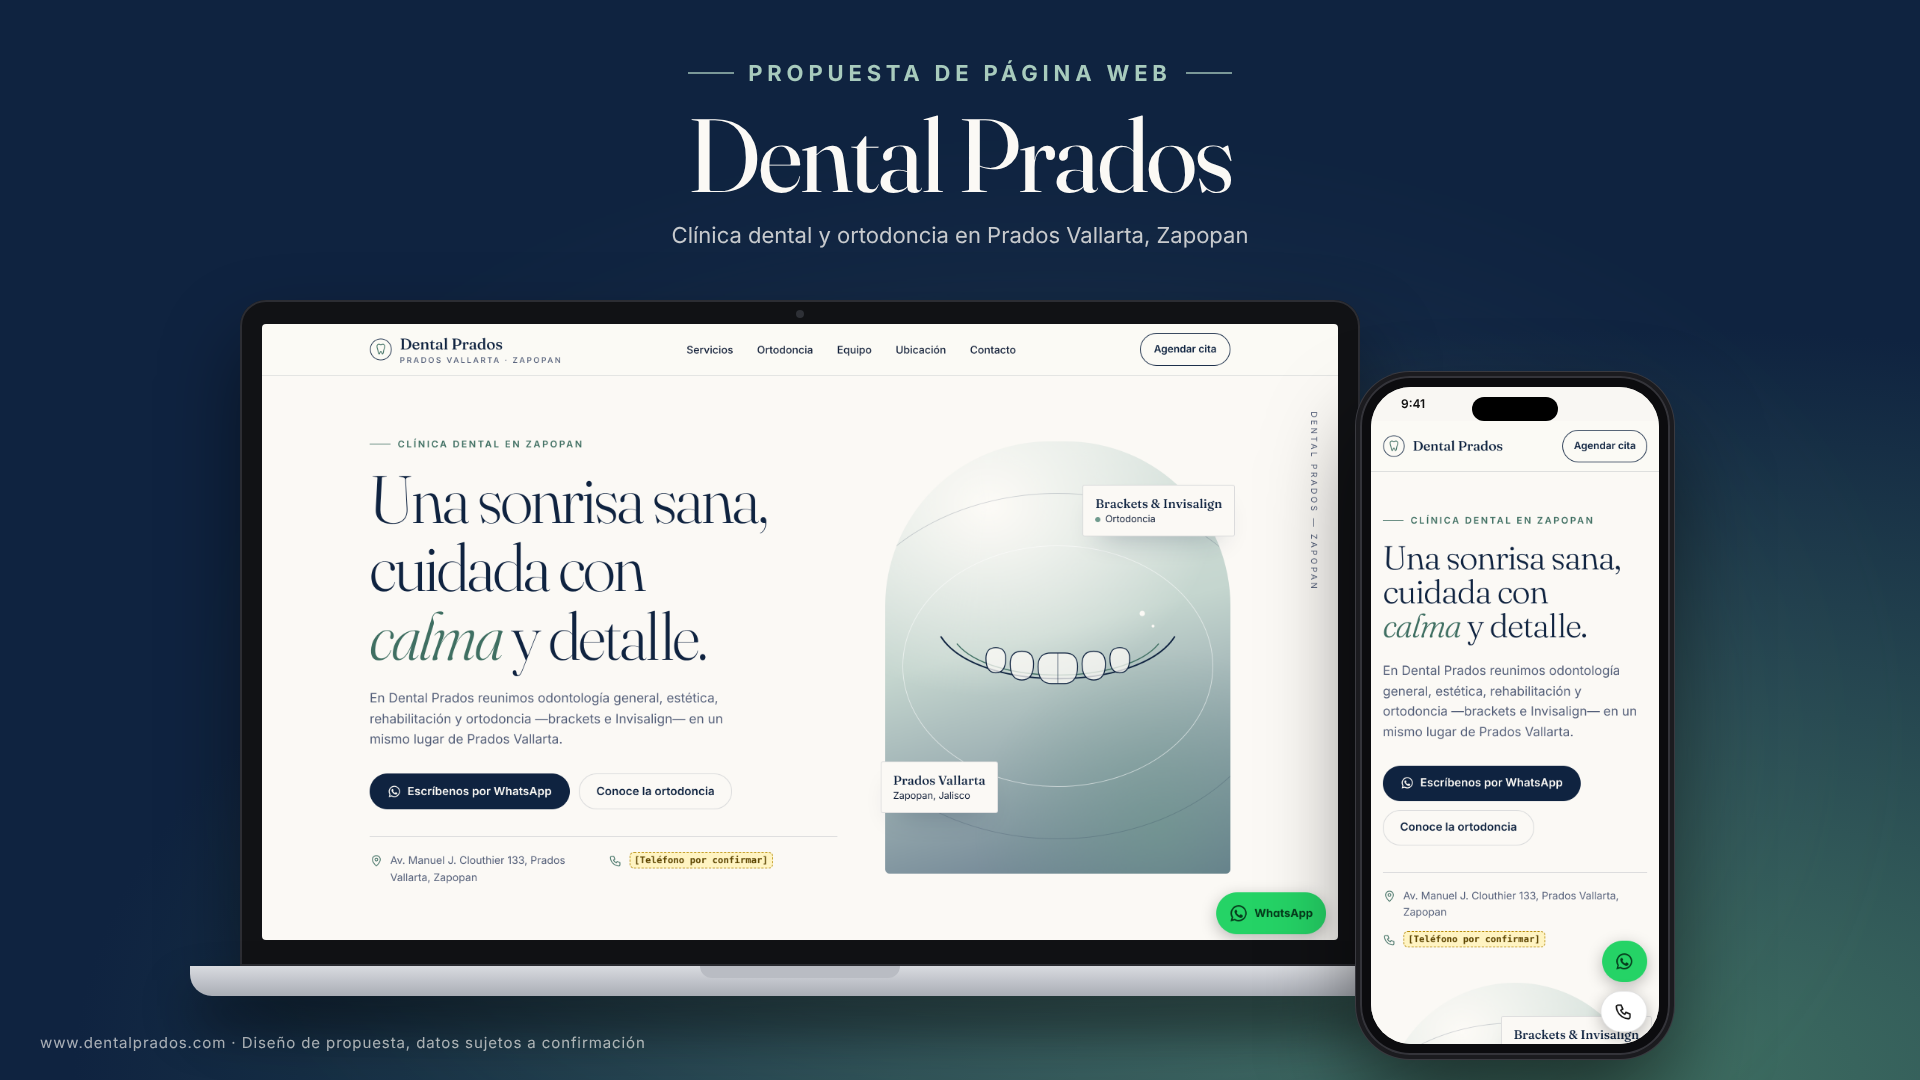 PROPUESTA DE PÁGINA WEB
Dental Prados
Clínica dental y ortodoncia en Prados Vallarta, Zapopan
Dental Prados
PRADOS VALLARTA · ZAPOPAN
Servicios
Ortodoncia
Equipo
Ubicación
Contacto
Agendar cita
CLÍNICA DENTAL EN ZAPOPAN
Una sonrisa sana,
cuidada con
calma y detalle.
En Dental Prados reunimos odontología general, estética,
rehabilitación y ortodoncia —brackets e Invisalign— en un
mismo lugar de Prados Vallarta.
Escríbenos por WhatsApp
Conoce la ortodoncia
Av. Manuel J. Clouthier 133, Prados
Vallarta, Zapopan
[Teléfono por confirmar]
Brackets & Invisalign
Ortodoncia
Prados Vallarta
Zapopan, Jalisco
DENTAL PRADOS — ZAPOPAN
WhatsApp
9:41
Dental Prados
Agendar cita
CLÍNICA DENTAL EN ZAPOPAN
Una sonrisa sana,
cuidada con
calma y detalle.
En Dental Prados reunimos odontología
general, estética, rehabilitación y
ortodoncia —brackets e Invisalign— en un
mismo lugar de Prados Vallarta.
Escríbenos por WhatsApp
Conoce la ortodoncia
Av. Manuel J. Clouthier 133, Prados Vallarta,
Zapopan
[Teléfono por confirmar]
Brackets & Invisalign
www.dentalprados.com · Diseño de propuesta, datos sujetos a confirmación